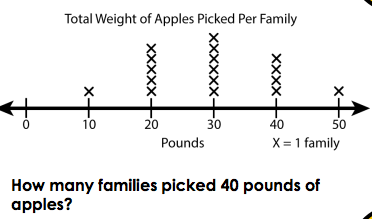 Total Weight of Apples Picked Per Family
0 10 20 30 40 50
Pounds X = 1 family
How many families picked 40 pounds of
apples?